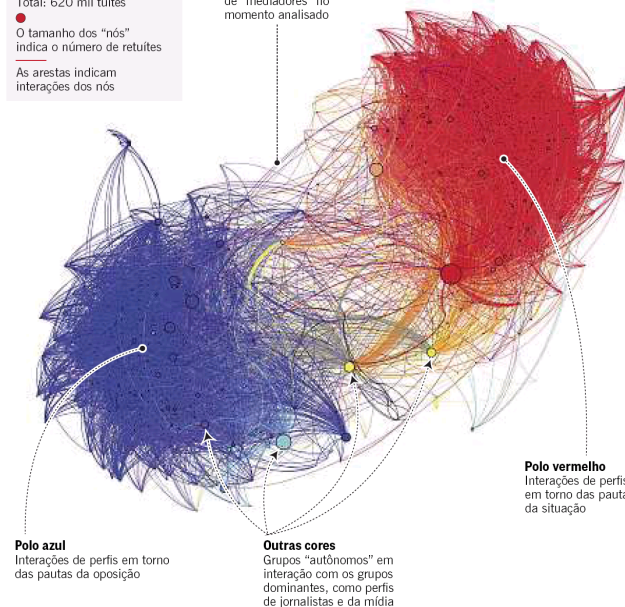 Total: 620 mil tuítes
O tamanho dos “nós”
indica o número de retuítes
As arestas indicam
interações dos nós
de “mediadores” no
momento analisado
Polo vermelho
Interações de perfis
em torno das pauta
da situação
Polo azul
Interações de perfis em torno
das pautas da oposição
Outras cores
Grupos “autônomos” em
interação com os grupos
dominantes, como perfis
de jornalistas e da mídia